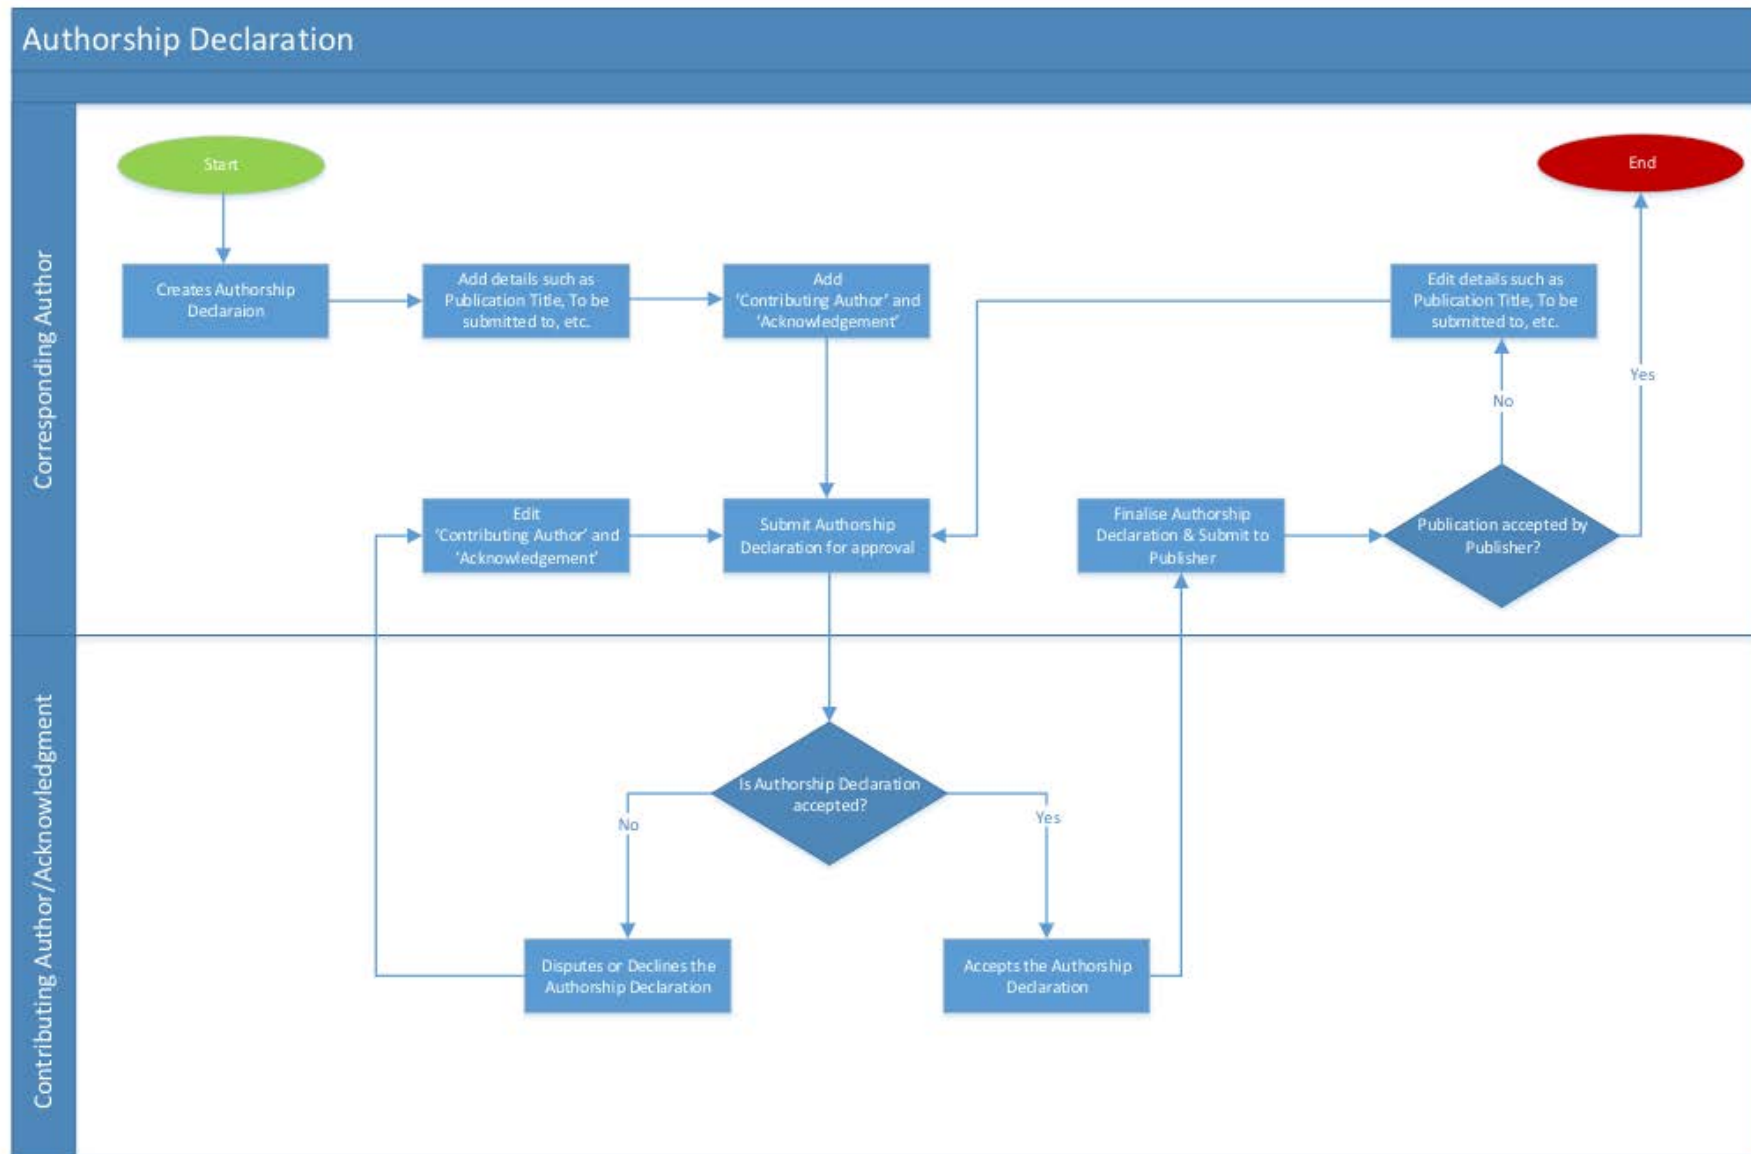 Authorship Declaration
Corresponding Author
Start
End
Creates Authorship
Declaraion
Add details such as
Publication Title, To be
submitted to, etc.
Add
‘Contributing Author’ and
‘Acknowledgement’
Edit details such as
Publication Title, To be
submitted to, etc.
Yes
No
Edit
‘Contributing Author’ and
‘Acknowledgement’
Submit Authorship
Declaration for approval
Finalise Authorship
Declaration & Submit to
Publisher
Publication accepted by
Publisher?
Contributing Author/Acknowledgment
Is Authorship Declaration
accepted?
No
Yes
Disputes or Declines the
Authorship Declaration
Accepts the Authorship
Declaration